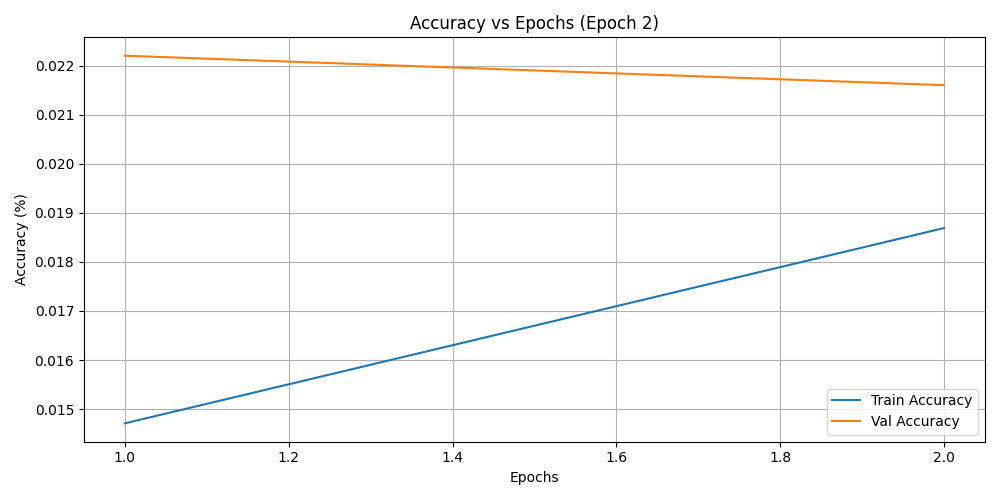 Accuracy vs Epochs (Epoch 2)
Accuracy (%)
0.022
0.021
0.020
0.019
0.018
0.017
0.016
0.015
1.0 1.2 1.4 1.6 1.8 2.0
Epochs
Train Accuracy
Val Accuracy